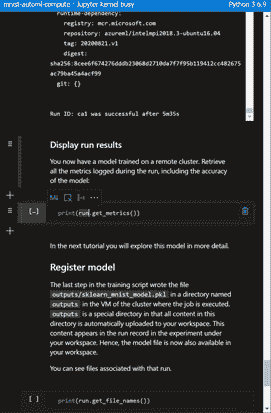 mnist-automl-compute - Jupyter kernel busy
Python 3.6.9
runtime-dependency:
registry: mcr.microsoft.com
repository: azureml/intelmpi2018.3-ubuntu16.04
tag: 20200821.v1
digest:
ac79ba45a4acf99
git: {}
Run ID: cal was successful after 5m35s
Display run results
You now have a model trained on a remote cluster. Retrieve
all the metrics logged during the run, including the accuracy
of the model:
[…]
print(run.get_metrics())
In the next tutorial you will explore this model in more detail.
Register model
The last step in the training script wrote the file
outputs/sklearn_mnist_model.pkl in a directory named
outputs in the VM of the cluster where the job is executed.
outputs is a special directory in that all content in this
directory is automatically uploaded to your workspace. This
content appears in the run record in the experiment under
your workspace. Hence, the model file is now also available in
your workspace.
You can see files associated with that run.
[ ]
print(run.get_file_names())